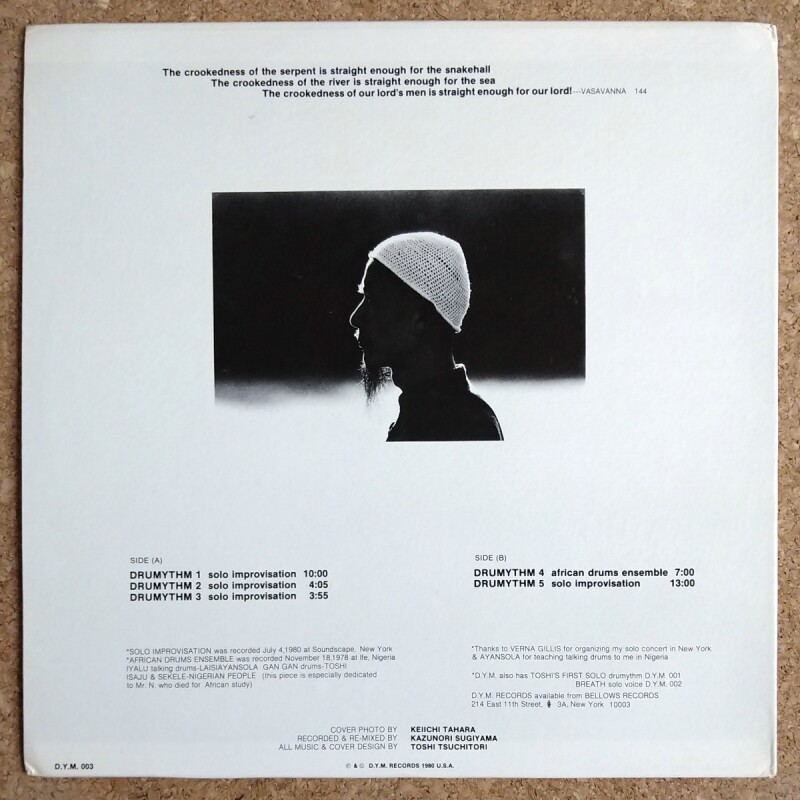 The crookedness of the serpent is straight enough for the snakehall
The crookedness of the river is straight enough for the sea
The crookedness of our lord's men is straight enough for our lord!---VASAVANNA 144
SIDE (A)
DRUMYTHM 1 solo improvisation 10:00
DRUMYTHM 2 solo improvisation 4:05
DRUMYTHM 3 solo improvisation 3:55
SIDE (B)
DRUMYTHM 4 african drums ensemble 7:00
DRUMYTHM 5 solo improvisation 13:00
*SOLO IMPROVISATION was recorded July 4,1980 at Soundscape, New York
*AFRICAN DRUMS ENSEMBLE was recorded November 18,1978 at Ife, Nigeria
IYALU talking drums-LAISIAYANSOLA GAN GAN drums-TOSHI
ISAJU & SEKELE-NIGERIAN PEOPLE (this piece is especially dedicated
to Mr. N. who died for African study)
*Thanks to VERNA GILLIS for organizing my solo concert in New York
& AYANSOLA for teaching talking drums to me in Nigeria
*D.Y.M. also has TOSHI'S FIRST SOLO drumythm D.Y.M. 001
BREATH solo voice D.Y.M. 002
D.Y.M. RECORDS available from BELLOWS RECORDS
214 East 11th Street, # 3A, New York 10003
COVER PHOTO BY KEIICHI TAHARA
RECORDED & RE-MIXED BY KAZUNORI SUGIYAMA
ALL MUSIC & COVER DESIGN BY TOSHI TSUCHITORI
D.Y.M. 003
© & ℗ D.Y.M. RECORDS 1980 U.S.A.